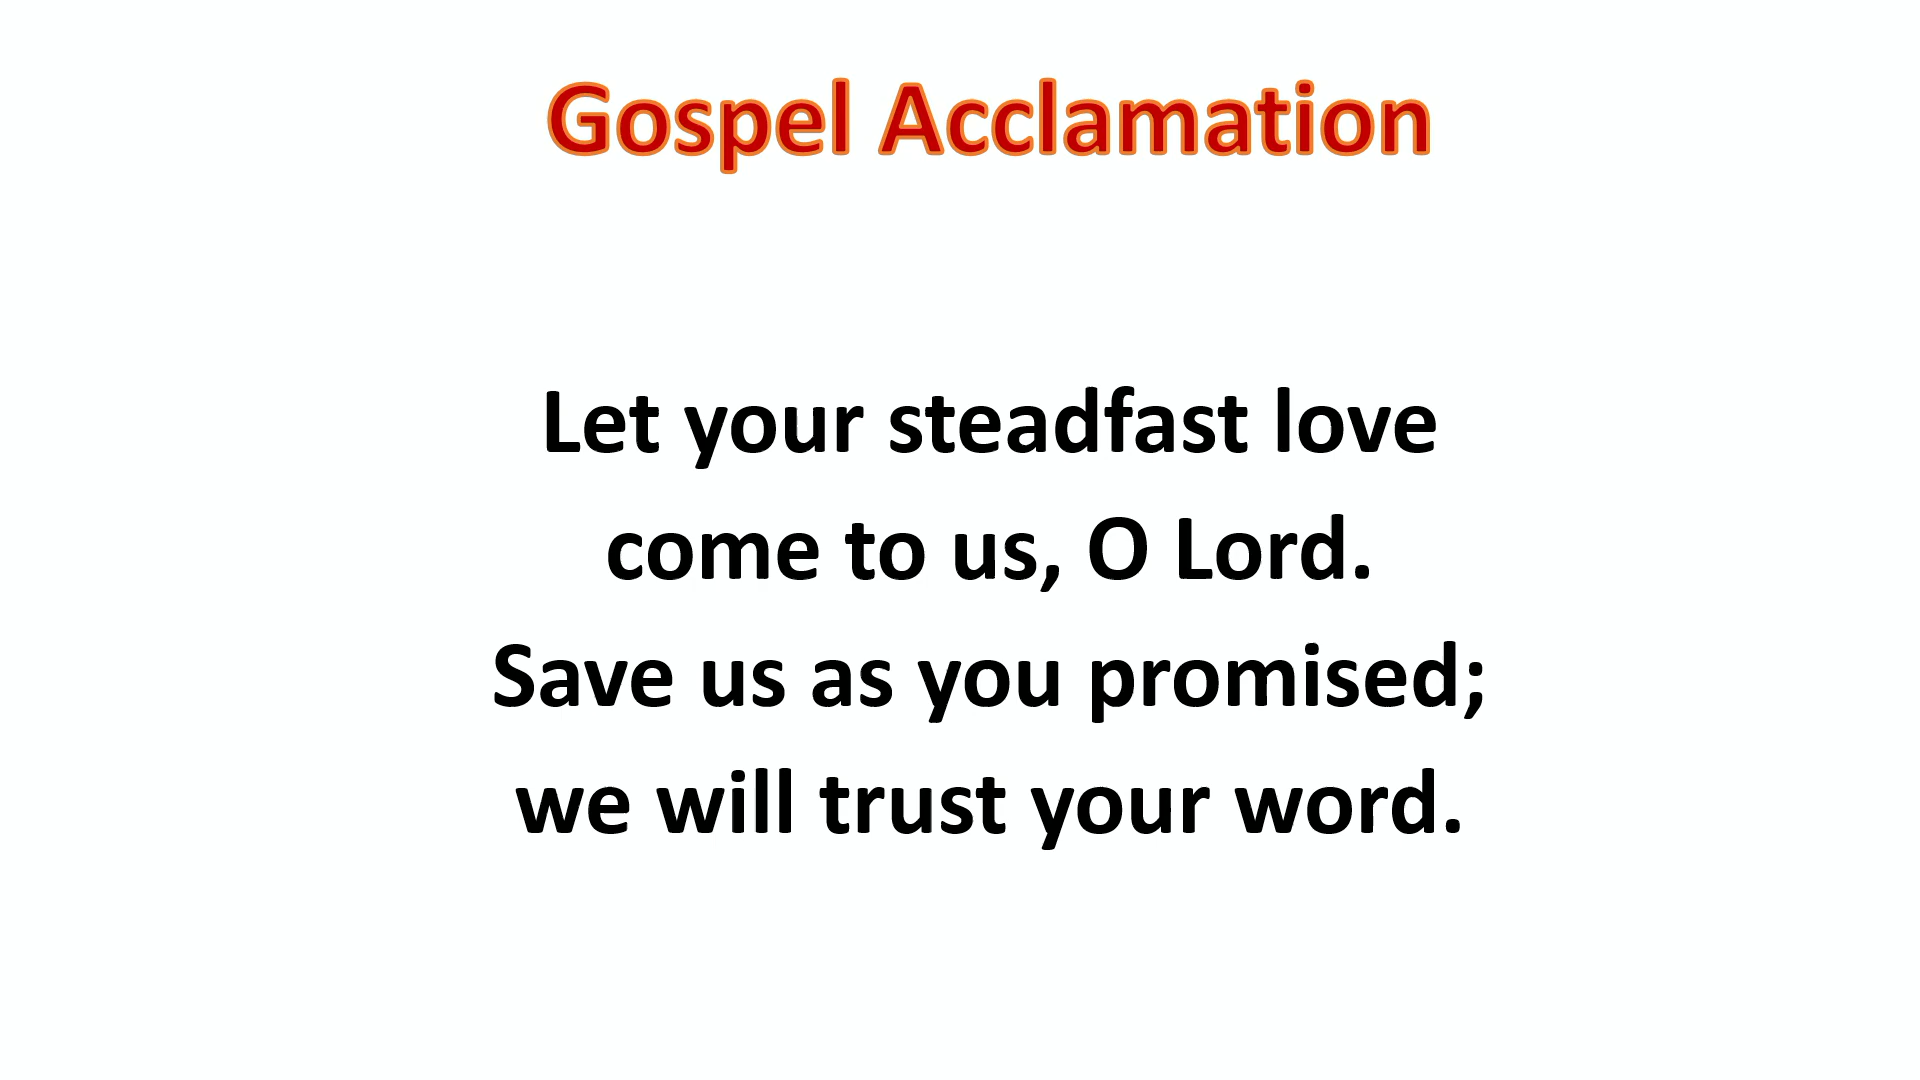 Gospel Acclamation
Let your steadfast love
come to us, O Lord.
Save us as you promised;
we will trust your word.